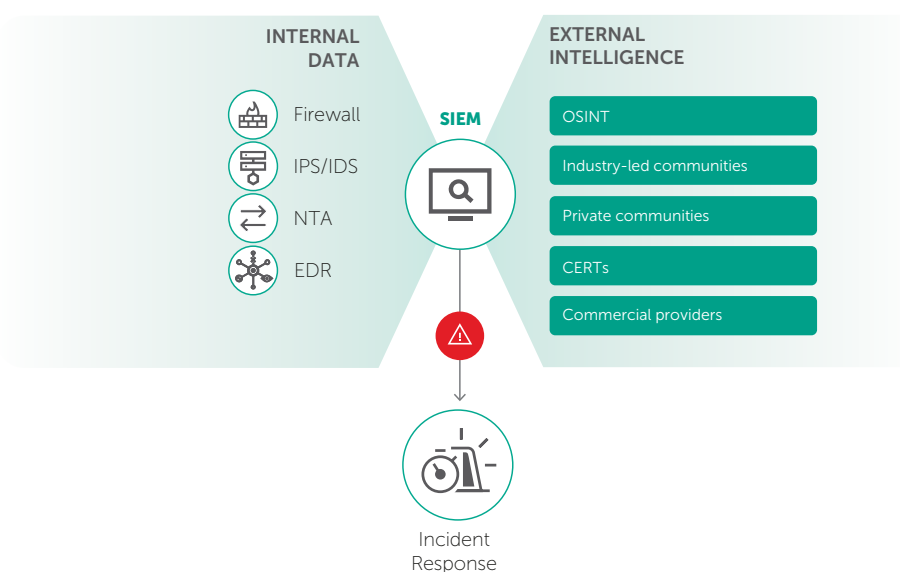 INTERNAL
DATA
Firewall
IPS/IDS
NTA
EDR
SIEM
EXTERNAL
INTELLIGENCE
OSINT
Industry-led communities
Private communities
CERTs
Commercial providers
Incident
Response